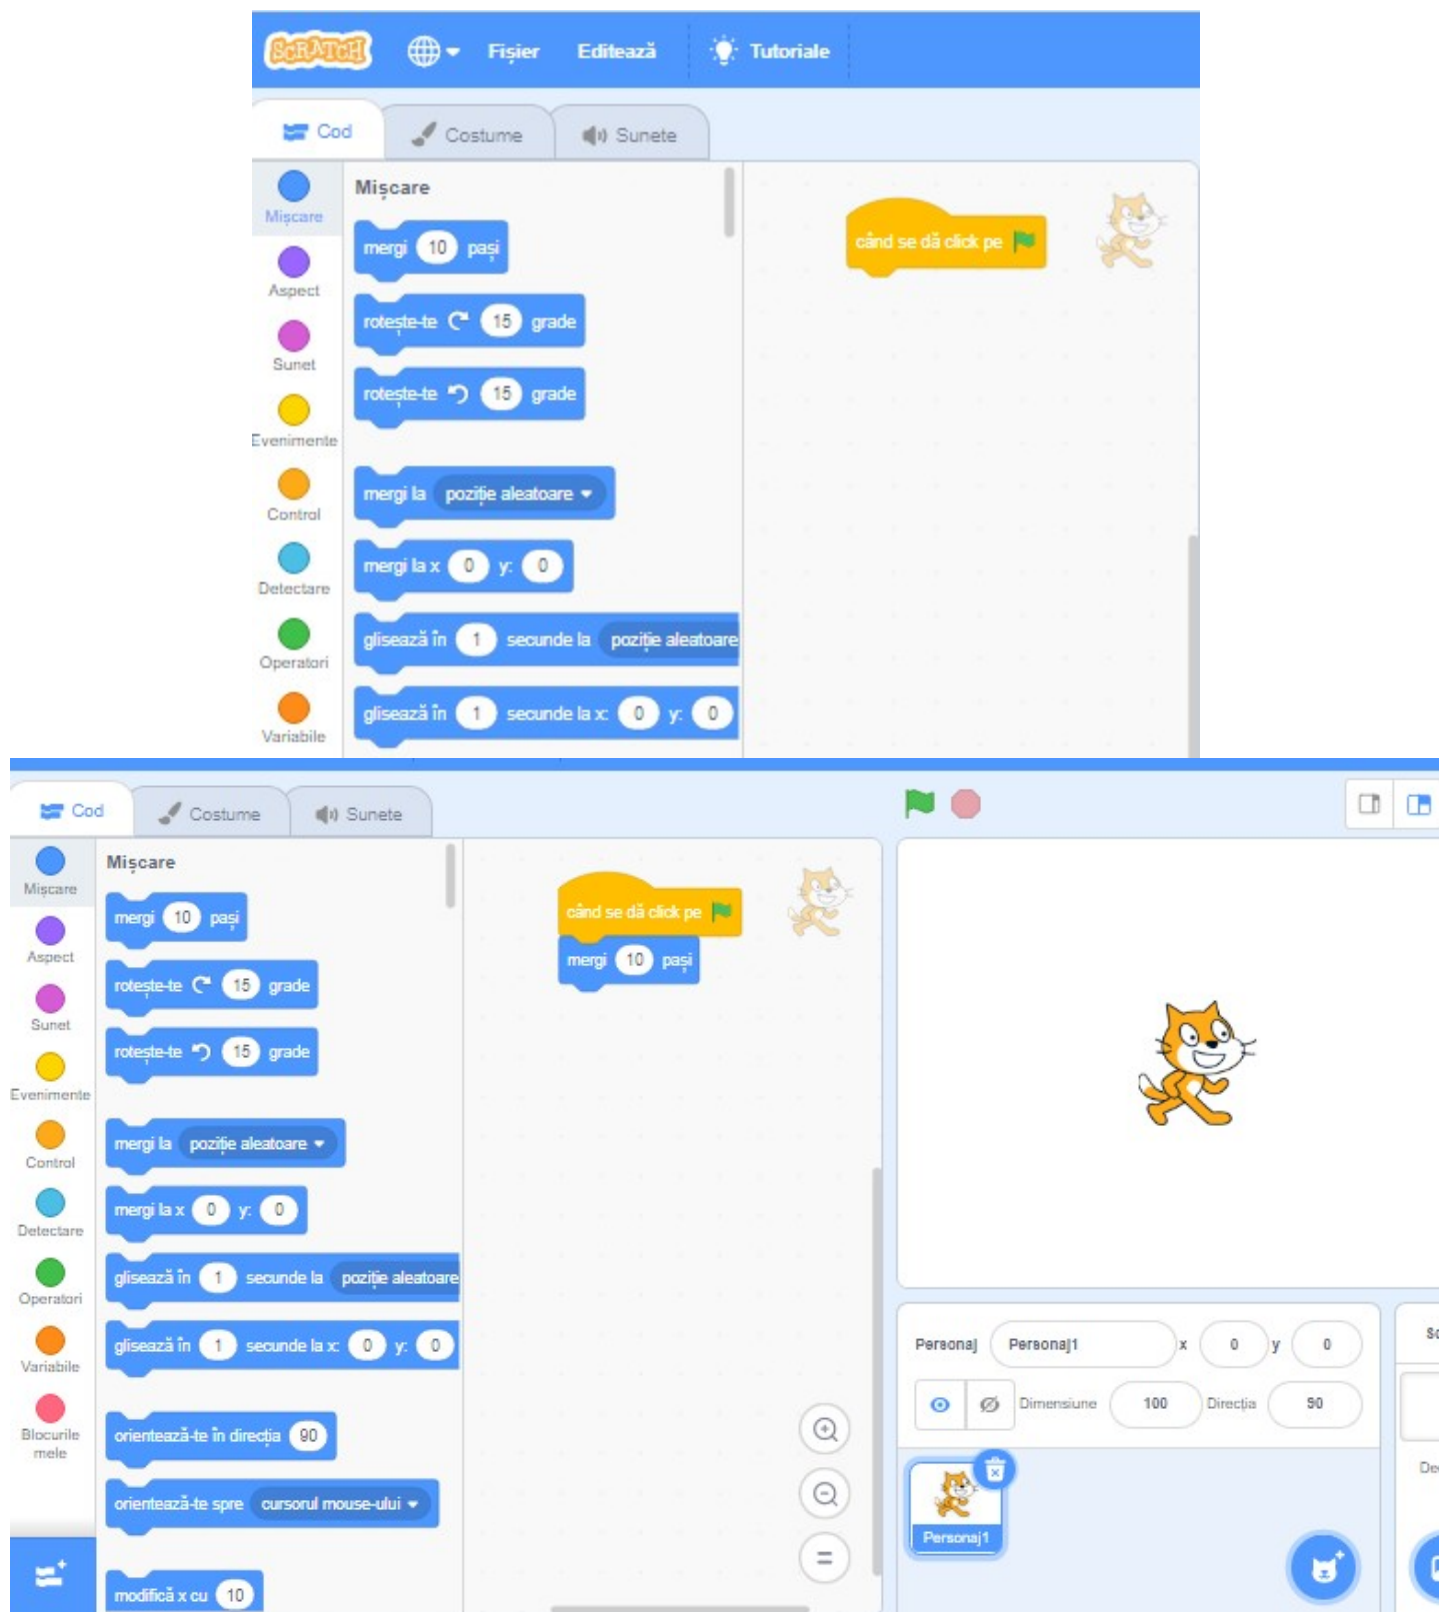 SCRATCH Fișier Editează Tutoriale
Cod Costume Sunete
Mișcare
Aspect
Sunet
Evenimente
Control
Detectare
Operatori
Variabile
Mișcare
mergi 10 pași
rotește-te 15 grade
rotește-te 15 grade
mergi la poziție aleatoare
mergi la x 0 y: 0
glisează în 1 secunde la poziție aleatoare
glisează în 1 secunde la x: 0 y: 0
când se dă click pe
Cod Costume Sunete
Mișcare
Aspect
Sunet
Evenimente
Control
Detectare
Operatori
Variabile
Blocurile
mele
Mișcare
mergi 10 pași
rotește-te 15 grade
rotește-te 15 grade
mergi la poziție aleatoare
mergi la x 0 y: 0
glisează în 1 secunde la poziție aleatoare
glisează în 1 secunde la x: 0 y: 0
orientează-te în direcția 90
orientează-te spre cursorul mouse-ului
modifică x cu 10
când se dă click pe
mergi 10 pași
Personaj Personaj1 x 0 y 0
Dimensiune 100 Direcția 90
Personaj1